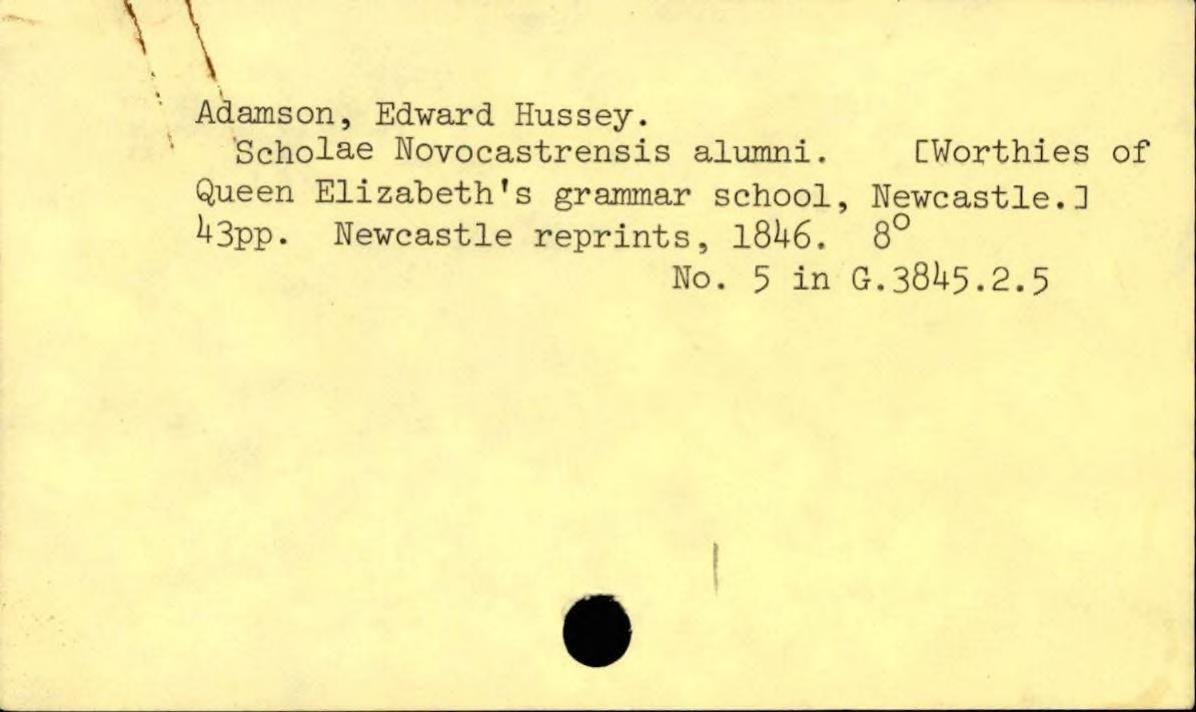 Adamson, Edward Hussey.
Scholae Novocastrensis alumni. [Worthies of
Queen Elizabeth's grammar school, Newcastle.]
43pp. Newcastle reprints, 1846. 8°
No. 5 in G.3845.2.5